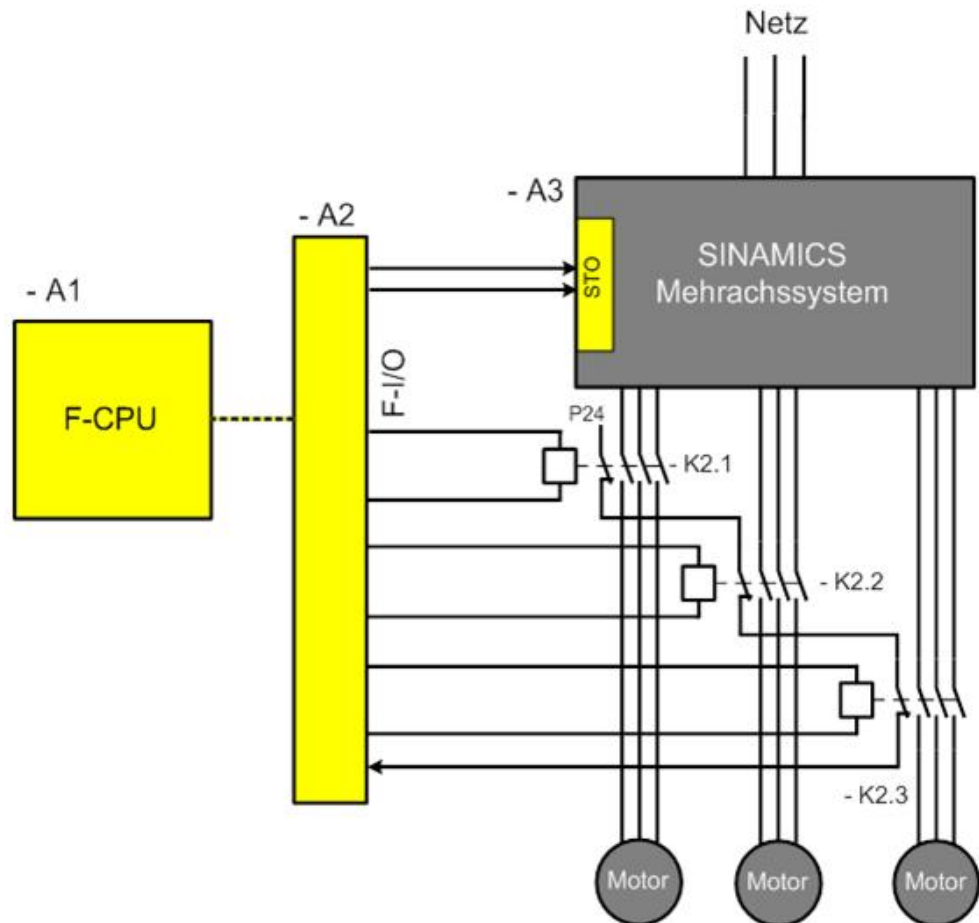 Netz
- A3
- A2
SINAMICS
Mehrachssystem
STO
- A1
F-CPU
F-I/O
P24
- K2.1
- K2.2
- K2.3
Motor
Motor
Motor